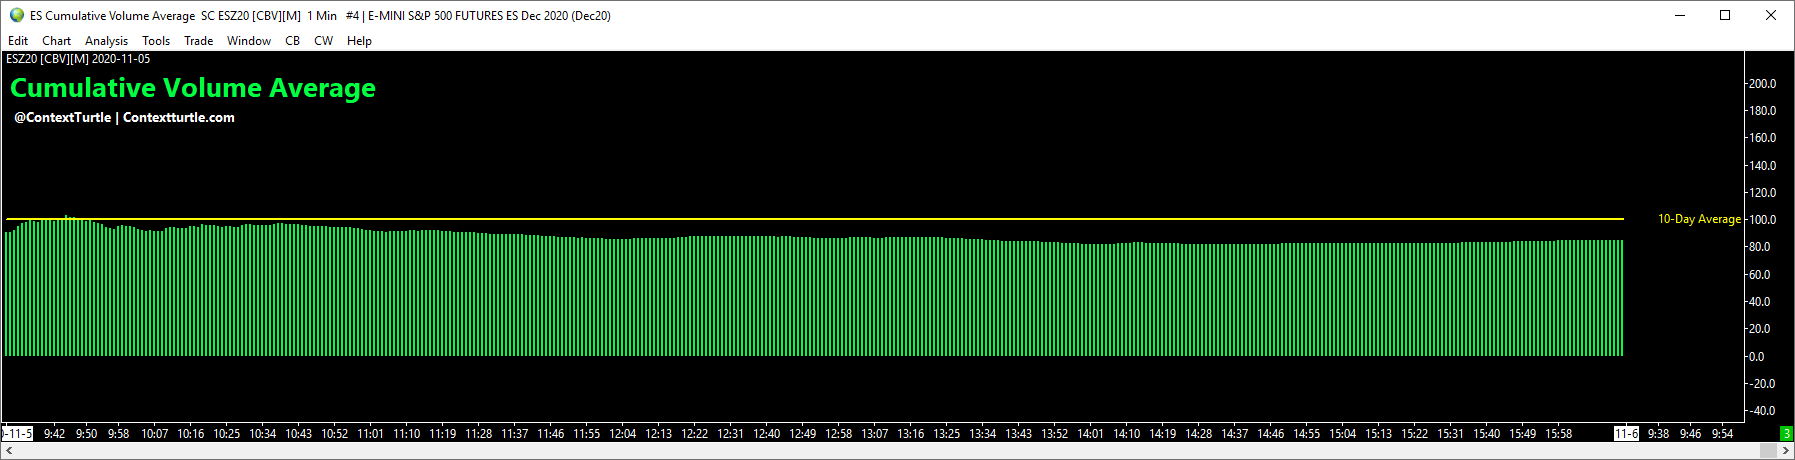 ES Cumulative Volume Average SC ESZ20 [CBV][M] 1 Min #4 | E-MINI S&P 500 FUTURES ES Dec 2020 (Dec20)
Edit Chart Analysis Tools Trade Window CB CW Help
ESZ20 [CBV][M] 2020-11-05
Cumulative Volume Average
@ContextTurtle | Contextturtle.com
200.0
180.0
160.0
140.0
120.0
10-Day Average 100.0
80.0
60.0
40.0
20.0
0.0
-20.0
-40.0
-11-5 9:42 9:50 9:58 10:07 10:16 10:25 10:34 10:43 10:52 11:01 11:10 11:19 11:28 11:37 11:46 11:55 12:04 12:13 12:22 12:31 12:40 12:49 12:58 13:07 13:16 13:25 13:34 13:43 13:52 14:01 14:10 14:19 14:28 14:37 14:46 14:55 15:04 15:13 15:22 15:31 15:40 15:49 15:58 11-6 9:38 9:46 9:54 3